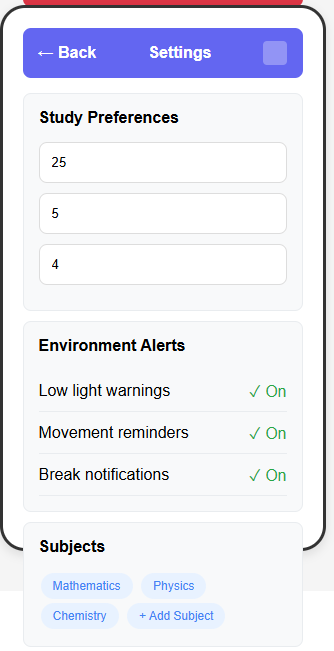 ← Back Settings
Study Preferences
25
5
4
Environment Alerts
Low light warnings ✓ On
Movement reminders ✓ On
Break notifications ✓ On
Subjects
Mathematics Physics
Chemistry + Add Subject